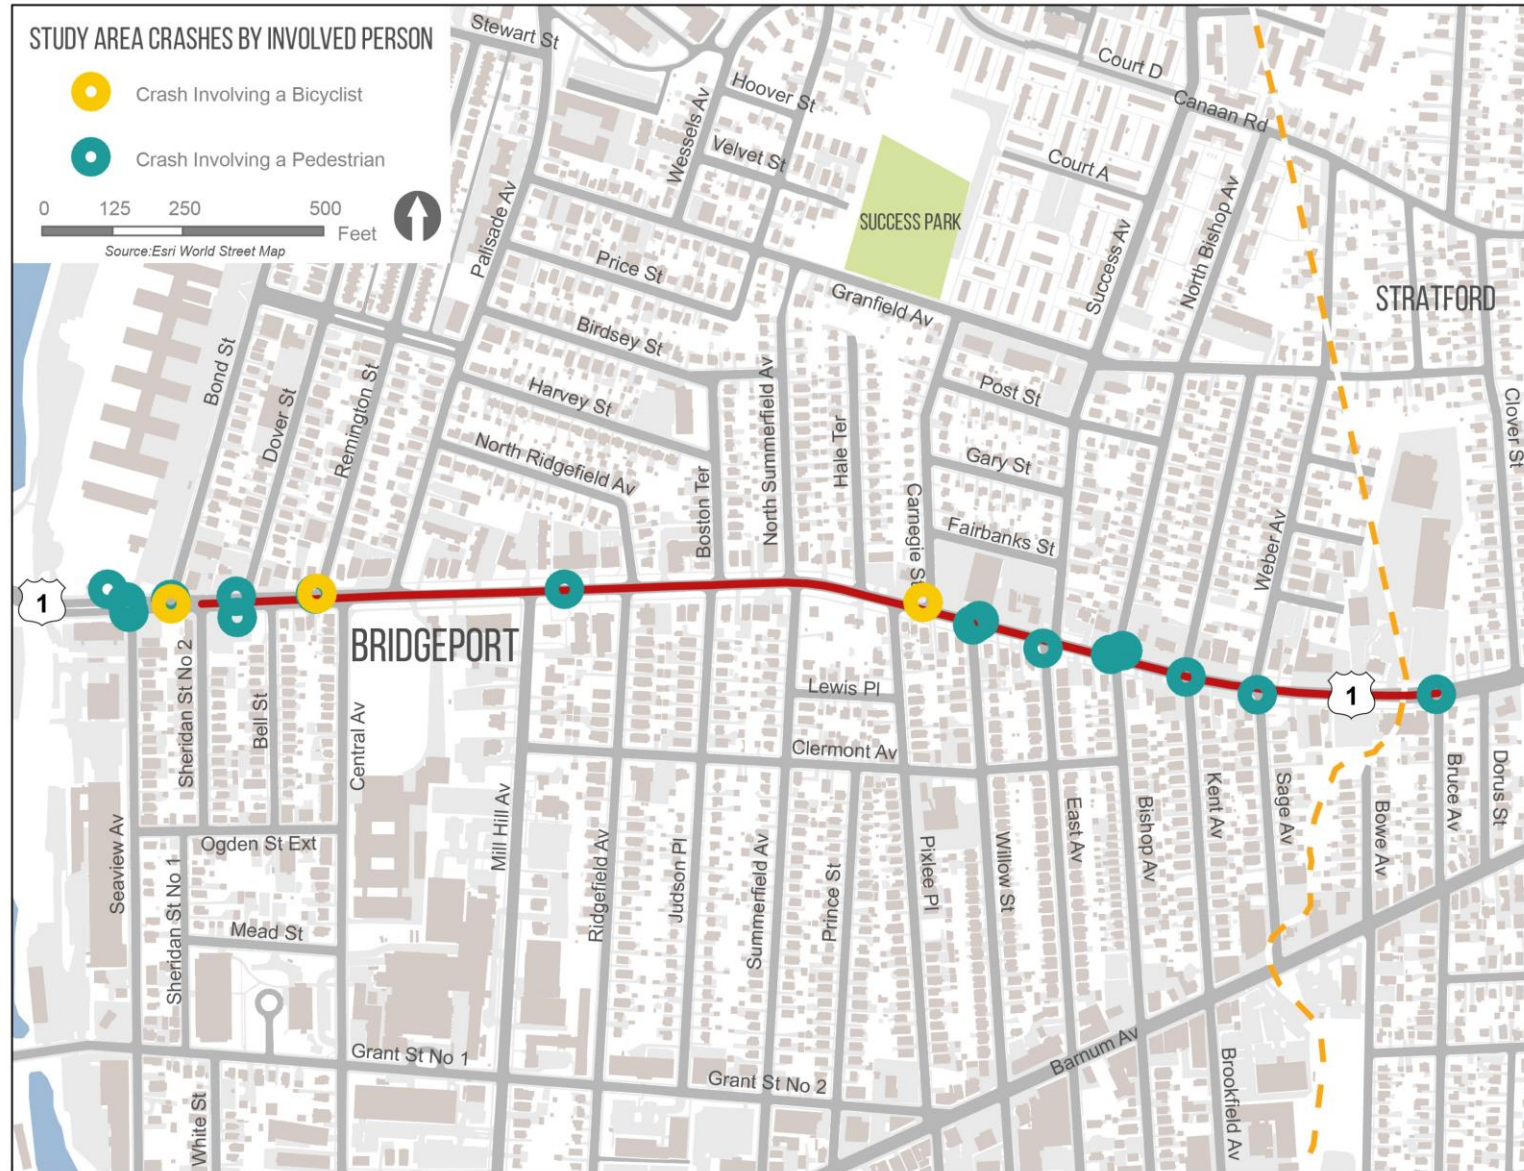 STUDY AREA CRASHES BY INVOLVED PERSON
Crash Involving a Bicyclist
Crash Involving a Pedestrian
0 125 250 500
Feet
Source:Esri World Street Map
Stewart St
Hoover St
Wessels Av
Velvet St
Court D
Canaan Rd
Court A
SUCCESS PARK
Palisade Av
Price St
Success Av
North Bishop Av
Granfield Av
STRATFORD
Birdsey St
Bond St
Dover St
Remington St
Harvey St
North Ridgefield Av
Boston Ter
North Summerfield Av
Hale Ter
Post St
Gary St
Carnegie St
Fairbanks St
Weber Av
Clover St
1
BRIDGEPORT
1
Sheridan St No 2
Bell St
Central Av
Lewis Pl
Clermont Av
Seaview Av
Ogden St Ext
Mill Hill Av
Ridgefield Av
Judson Pl
Summerfield Av
Prince St
Pixlee Pl
Willow St
East Av
Bishop Av
Kent Av
Sage Av
Bowe Av
Bruce Av
Dorus St
Sheridan St No 1
Mead St
Grant St No 1
Grant St No 2
Barnum Av
White St
Brookfield Av